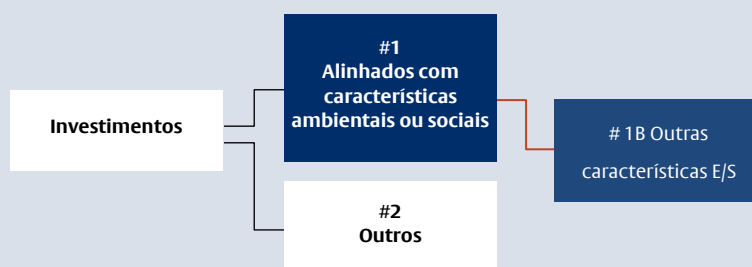 Investimentos
#1
Alinhados com
características
ambientais ou sociais
#2
Outros
# 1B Outras
características E/S